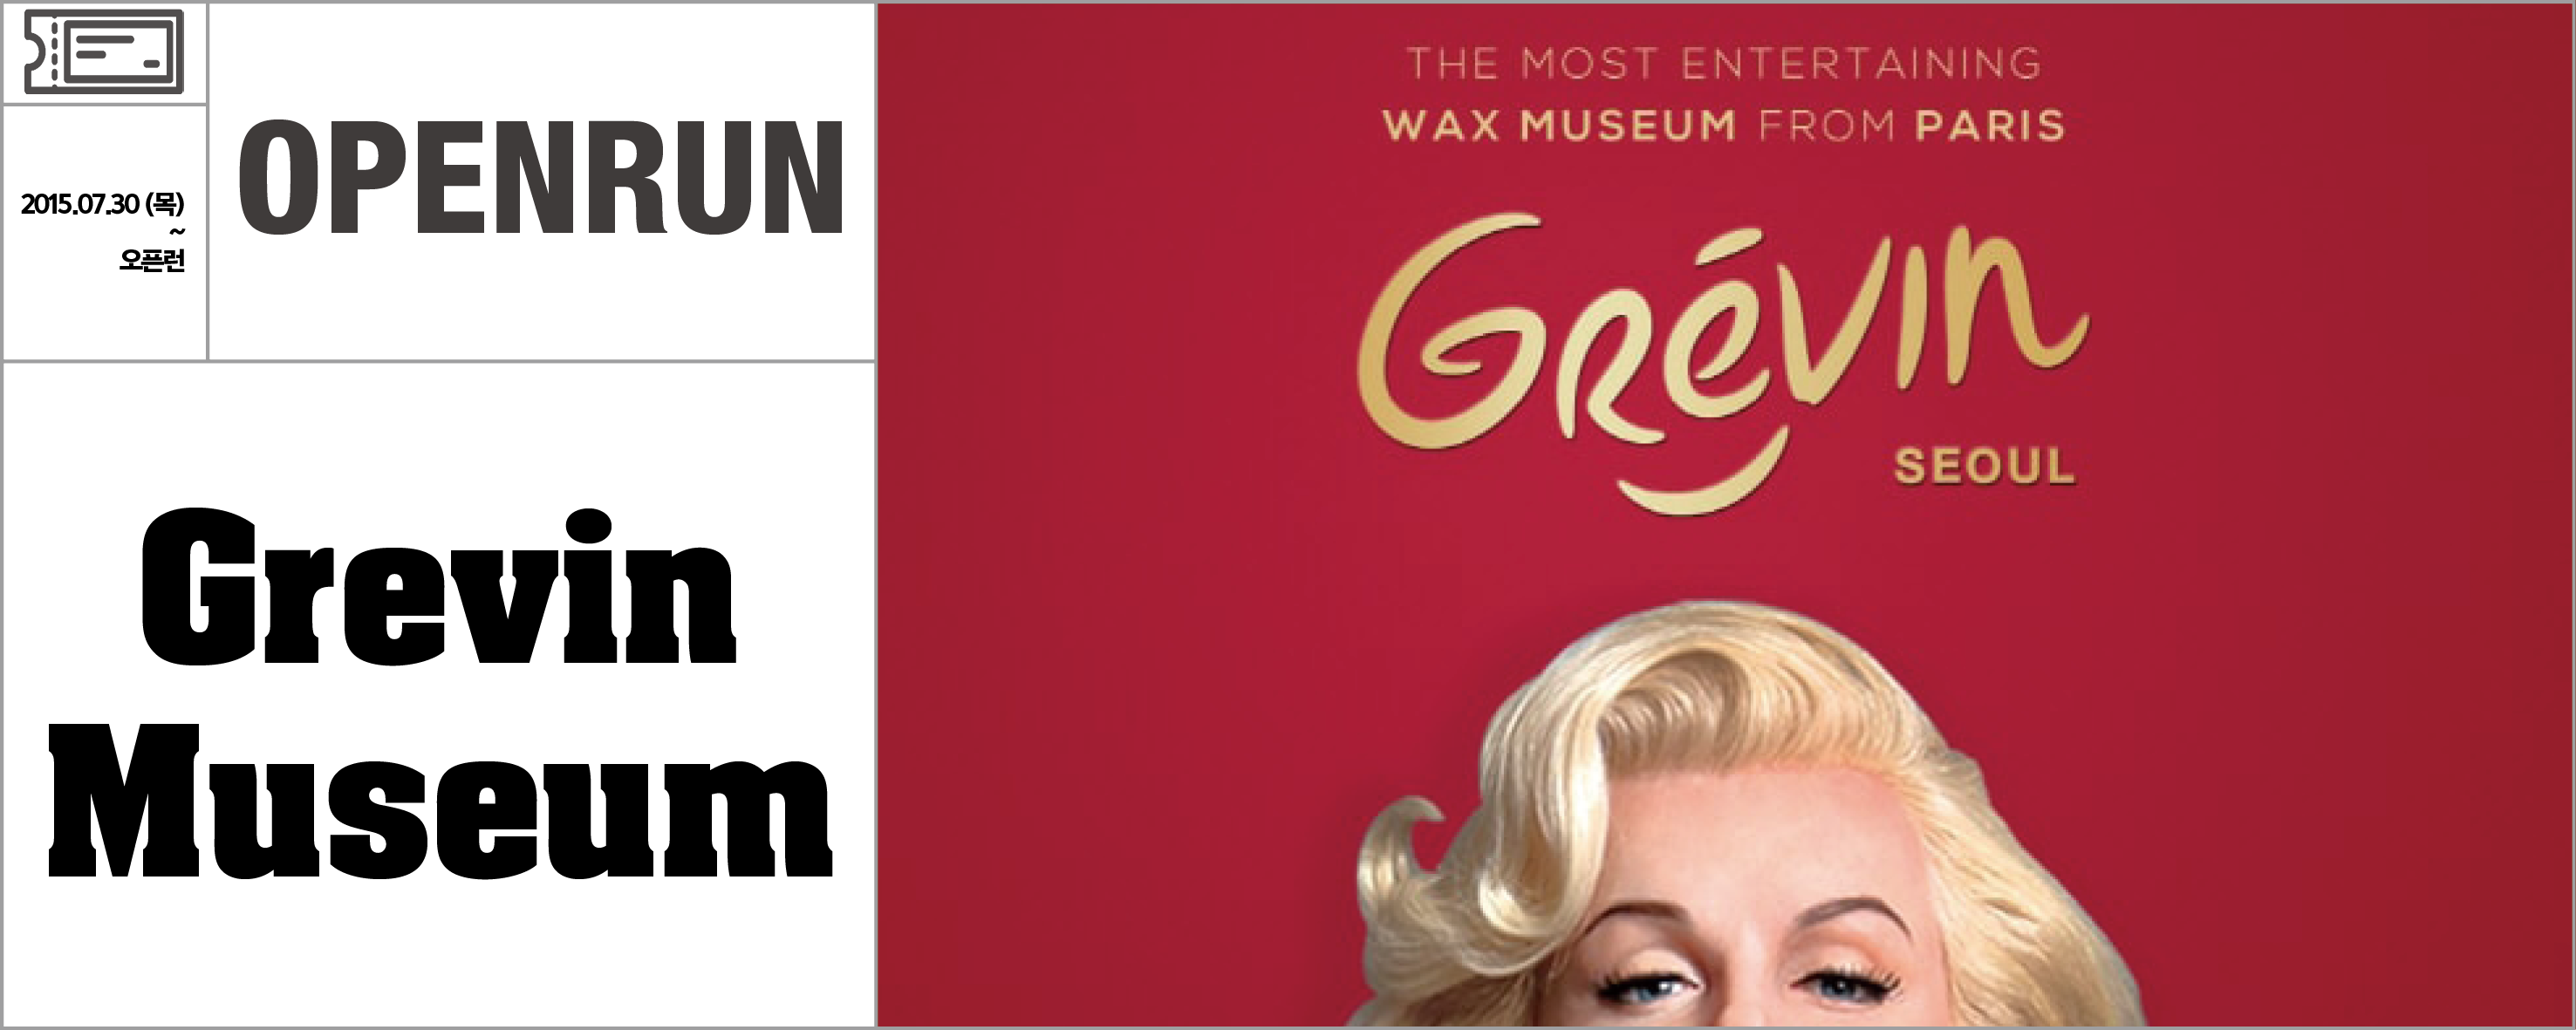 2015.07.30 (목)
~
오픈런
OPENRUN
Grevin
Museum
THE MOST ENTERTAINING
WAX MUSEUM FROM PARIS
Grévin
SEOUL